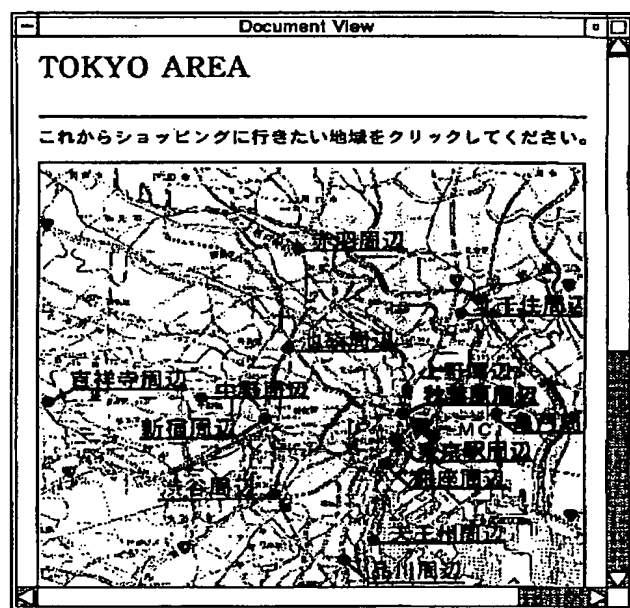 Document View
TOKYO AREA
これからショッピングに行きたい地域をクリックしてください。
赤羽周辺
千住周辺
池袋周辺
上野周辺
吉祥寺周辺
中野周辺
秋葉原周辺
新宿周辺
東京駅周辺
渋谷周辺
銀座周辺
天王州周辺
品川周辺